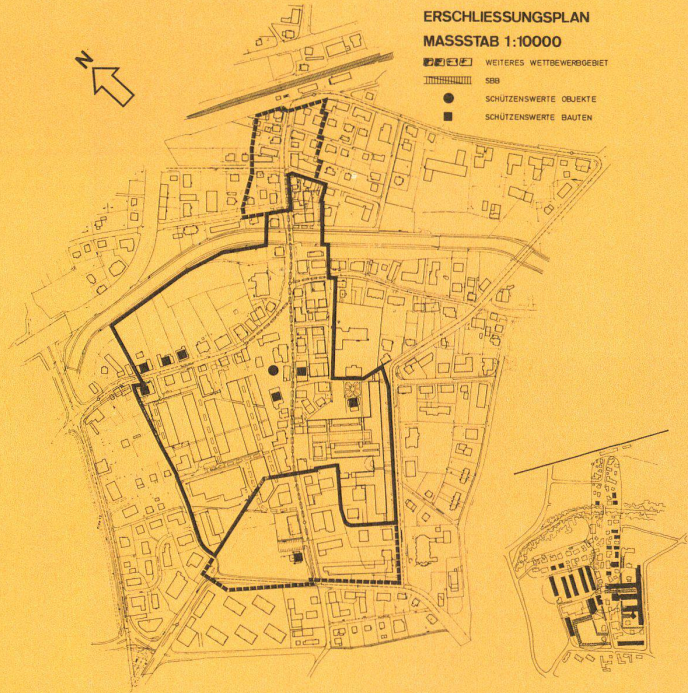 ERSCHLIESSUNGSPLAN
MASSSTAB 1:10000
WEITERES WETTBEWERBGEBIET
SBB
SCHÜTZENSWERTE OBJEKTE
SCHÜTZENSWERTE BAUTEN
N